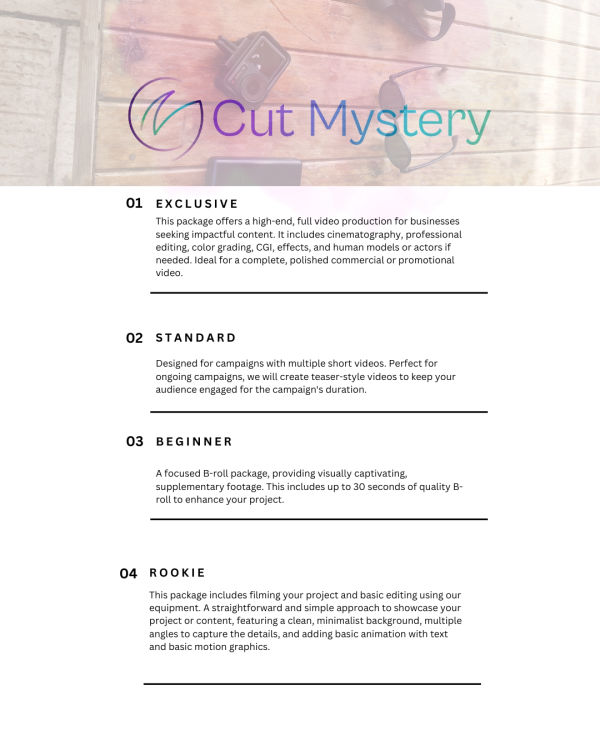 Cut Mystery
01 EXCLUSIVE
This package offers a high-end, full video production for businesses
seeking impactful content. It includes cinematography, professional
editing, color grading, CGI, effects, and human models or actors if
needed. Ideal for a complete, polished commercial or promotional
video.
02 STANDARD
Designed for campaigns with multiple short videos. Perfect for
ongoing campaigns, we will create teaser-style videos to keep your
audience engaged for the campaign's duration.
03 BEGINNER
A focused B-roll package, providing visually captivating,
supplementary footage. This includes up to 30 seconds of quality B-
roll to enhance your project.
04 ROOKIE
This package includes filming your project and basic editing using our
equipment. A straightforward and simple approach to showcase your
project or content, featuring a clean, minimalist background, multiple
angles to capture the details, and adding basic animation with text
and basic motion graphics.